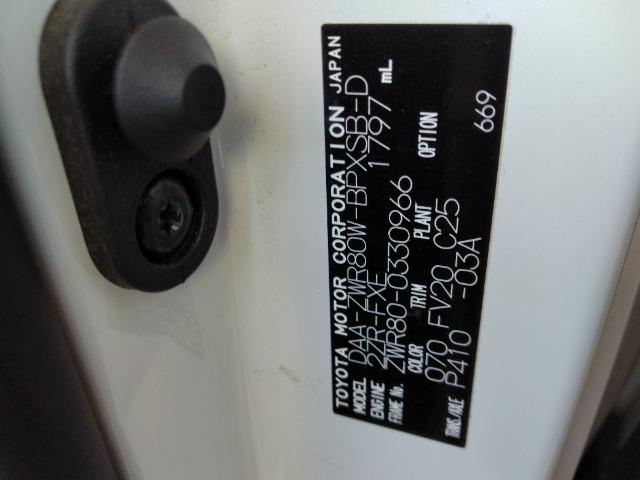 TOYOTA MOTOR CORPORATION JAPAN
MODEL DAA-ZWR80W-BPXSB-D
ENGINE 2ZR-FXE 1797 mL
FRAME No. ZWR80-0330966
COLOR TRIM PLANT OPTION
070 FV20 C25 669
TRANS/AXLE P410 -03A